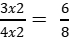 3x2/4x2 = 6/8